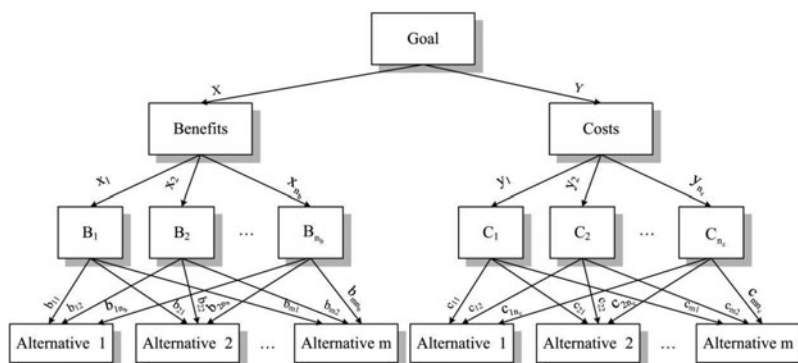 Goal
X Y
Benefits Costs
x₁ x₂ xₙb y₁ y₂ yₙc
B₁ B₂ ... Bₙb C₁ C₂ ... Cₙc
b₁₁ b₁₂ b₁ₙb b₂₁ b₂₂ b₂ₙb bₘ₁ bₘ₂ bₘₙb c₁₁ c₁₂ c₁ₙc c₂₁ c₂₂ c₂ₙc cₘ₁ cₘ₂ cₘₙc
Alternative 1 Alternative 2 ... Alternative m Alternative 1 Alternative 2 ... Alternative m